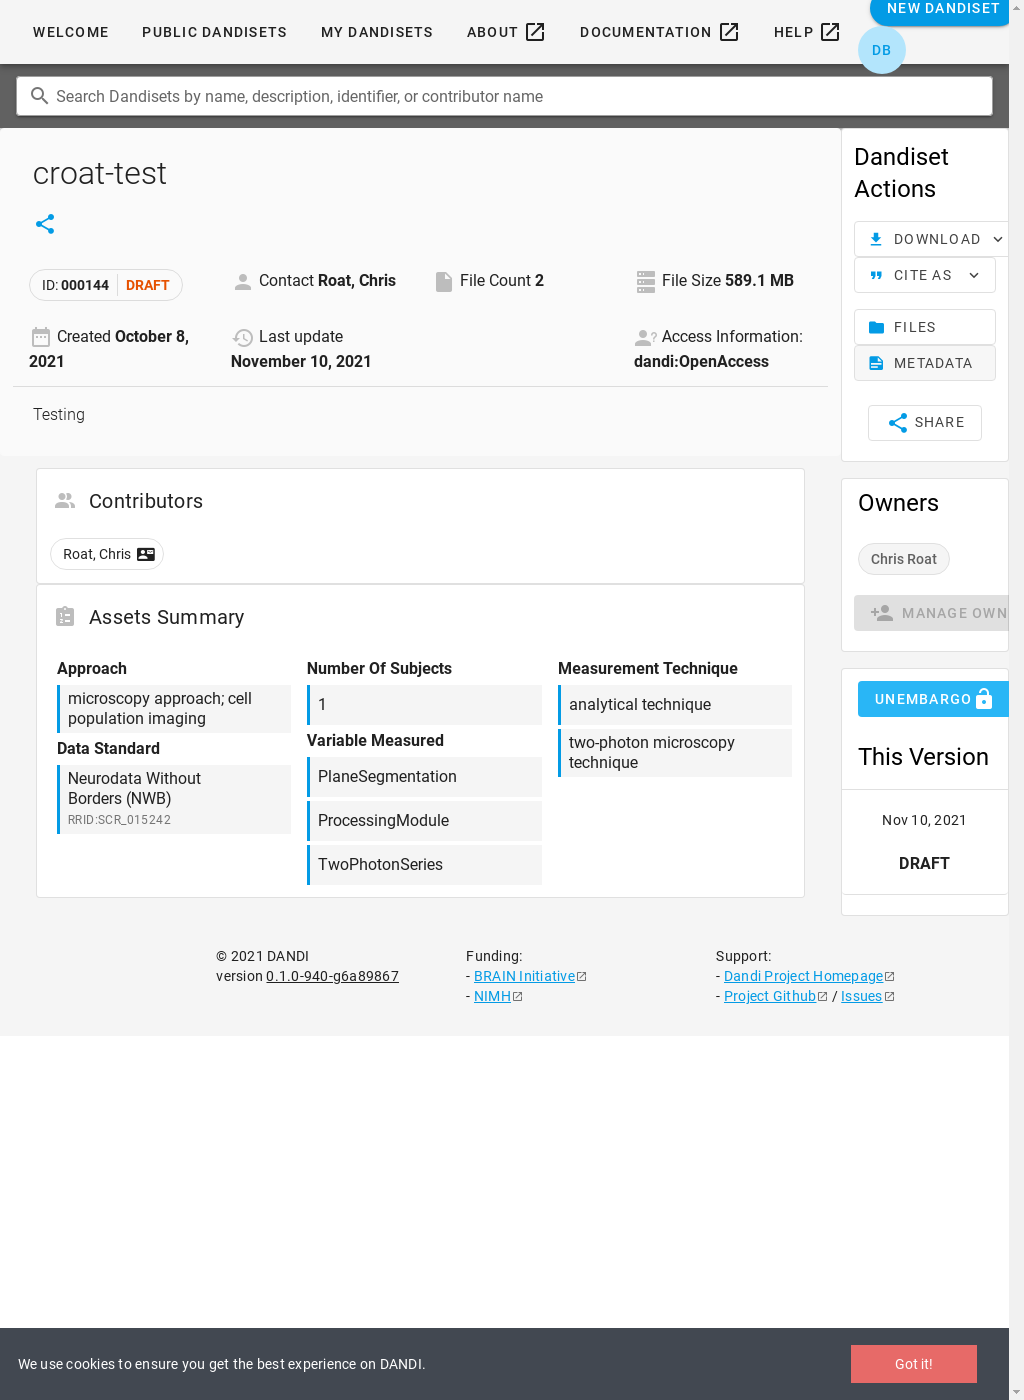 WELCOME
PUBLIC DANDISETS
MY DANDISETS
ABOUT
DOCUMENTATION
HELP
NEW DANDISET
DB
Search Dandisets by name, description, identifier, or contributor name
croat-test
ID: 000144 DRAFT
Contact Roat, Chris
File Count 2
File Size 589.1 MB
Created October 8,
2021
Last update
November 10, 2021
Access Information:
dandi:OpenAccess
Testing
Contributors
Roat, Chris
Assets Summary
Approach
microscopy approach; cell
population imaging
Data Standard
Neurodata Without
Borders (NWB)
RRID:SCR_015242
Number Of Subjects
1
Variable Measured
PlaneSegmentation
ProcessingModule
TwoPhotonSeries
Measurement Technique
analytical technique
two-photon microscopy
technique
Dandiset
Actions
DOWNLOAD
CITE AS
FILES
METADATA
SHARE
Owners
Chris Roat
MANAGE OWN
UNEMBARGO
This Version
Nov 10, 2021
DRAFT
© 2021 DANDI
version 0.1.0-940-g6a89867
Funding:
- BRAIN Initiative
- NIMH
Support:
- Dandi Project Homepage
- Project Github / Issues
We use cookies to ensure you get the best experience on DANDI.
Got it!